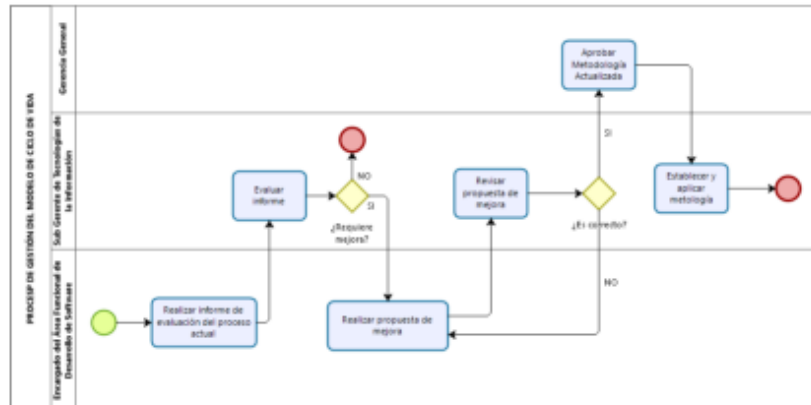 PROCESP DE GESTIÓN DEL MODELO DE CICLO DE VIDA
Gerencia General
Aprobar
Metodología
Actualizada
SI
Sub Gerente de Tecnologías de
la Información
Evaluar
informe
NO
SI
¿Requiere
mejora?
Revisar
propuesta de
mejora
¿Es correcto?
NO
Establecer y
aplicar
metología
Encargado del Área Funcional de
Desarrollo de Software
Realizar informe de
evaluación del proceso
actual
Realizar propuesta de
mejora